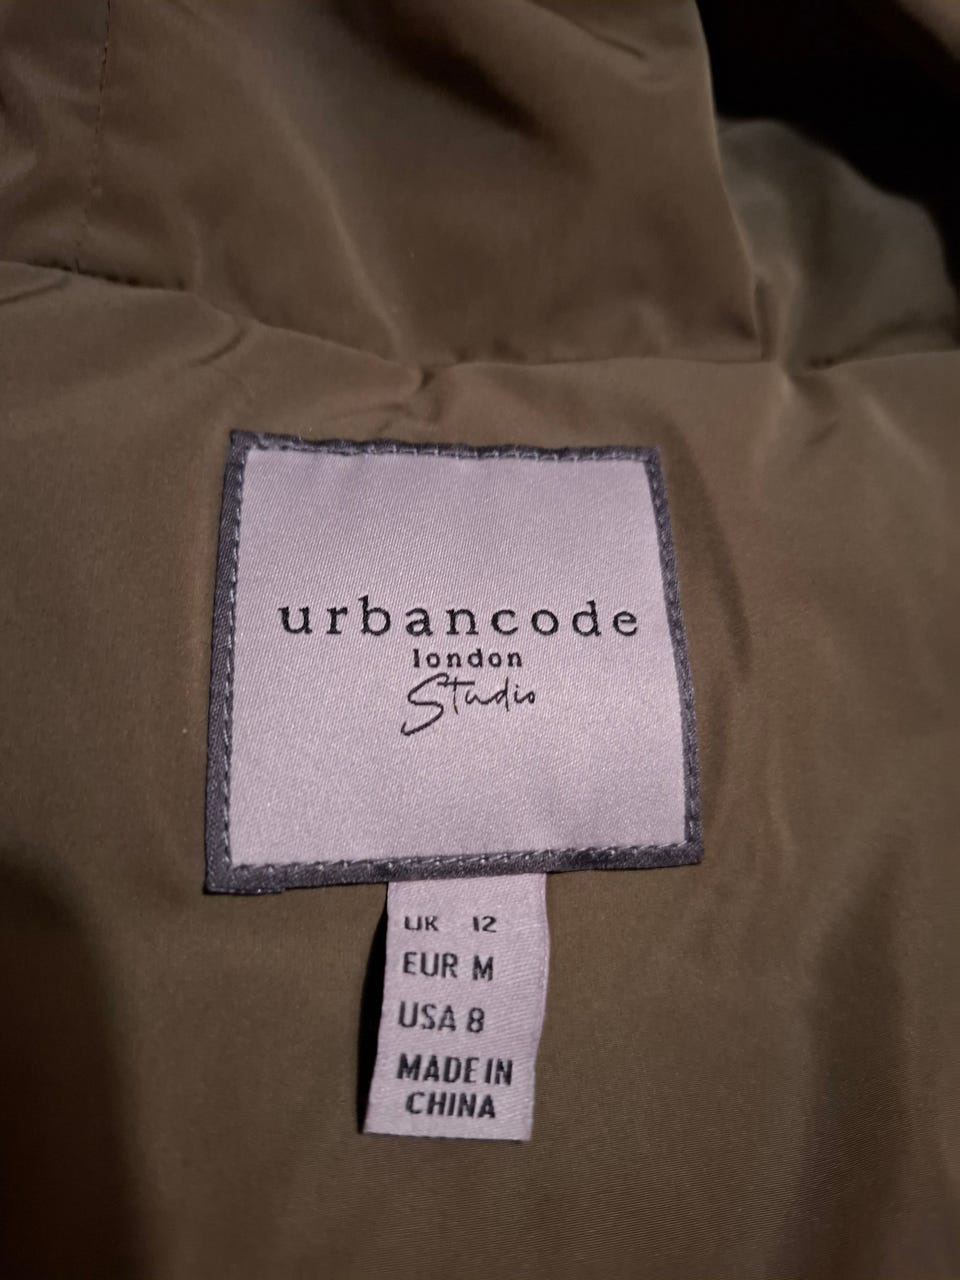 urbancode
london
Studio
UK 12
EUR M
USA 8
MADE IN
CHINA